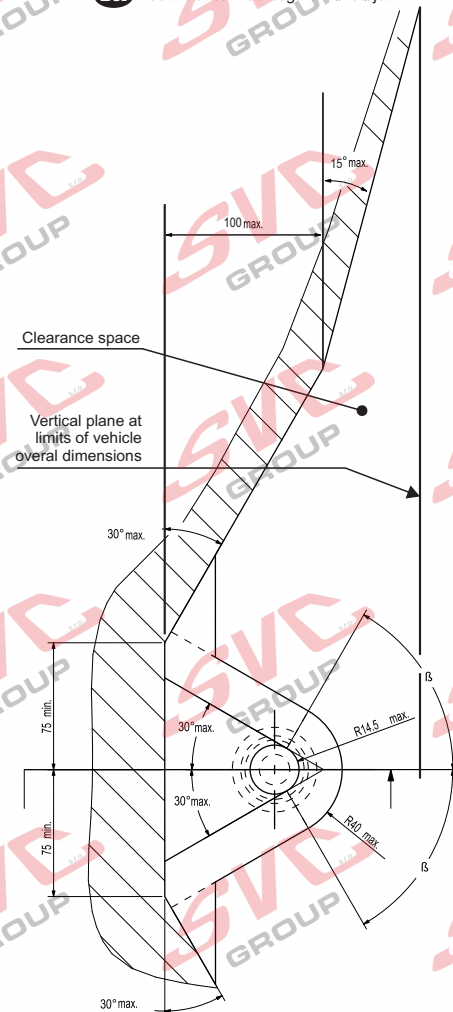 15° max.
100 max.
Clearance space
Vertical plane at
limits of vehicle
overal dimensions
30° max.
75 min.
30° max.
R14,5 max.
ß
30° max.
75 min.
R40 max.
ß
30° max.
SVC
s.r.o.
GROUP